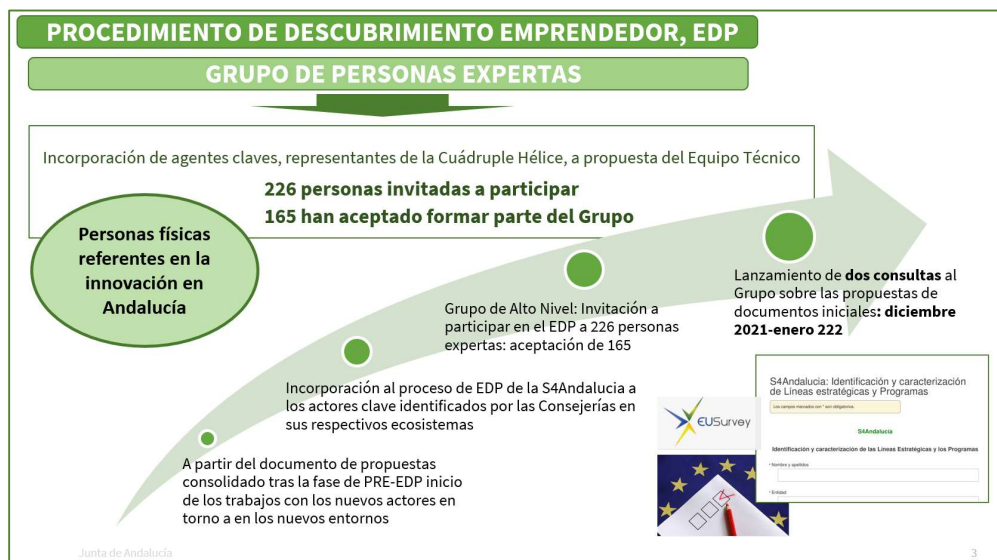 PROCEDIMIENTO DE DESCUBRIMIENTO EMPRENDEDOR, EDP
GRUPO DE PERSONAS EXPERTAS
Incorporación de agentes claves, representantes de la Cuádruple Hélice, a propuesta del Equipo Técnico
226 personas invitadas a participar
165 han aceptado formar parte del Grupo
Personas físicas
referentes en la
innovación en
Andalucía
Lanzamiento de dos consultas al
Grupo sobre las propuestas de
documentos iniciales: diciembre
2021-enero 222
Grupo de Alto Nivel: Invitación a
participar en el EDP a 226 personas
expertas: aceptación de 165
Incorporación al proceso de EDP de la S4Andalucia a
los actores clave identificados por las Consejerías en
sus respectivos ecosistemas
A partir del documento de propuestas
consolidado tras la fase de PRE-EDP inicio
de los trabajos con los nuevos actores en
torno a en los nuevos entornos
EUSurvey
S4Andalucia: Identificación y caracterización
de Líneas estratégicas y Programas
Los campos marcados con * son obligatorios.
S4Andalucía
Identificación y caracterización de las Líneas Estratégicas y los Programas
* Nombre y apellidos
* Entidad
Junta de Andalucía
3